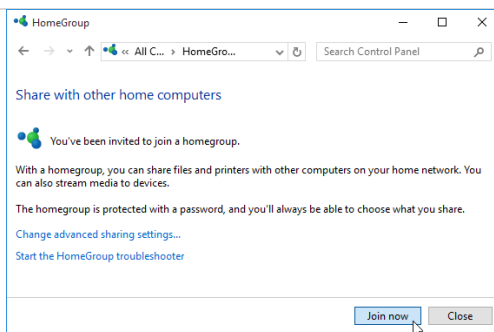 HomeGroup
« All C... › HomeGro...
Search Control Panel
Share with other home computers
You've been invited to join a homegroup.
With a homegroup, you can share files and printers with other computers on your home network. You
can also stream media to devices.
The homegroup is protected with a password, and you'll always be able to choose what you share.
Change advanced sharing settings...
Start the HomeGroup troubleshooter
Join now
Close